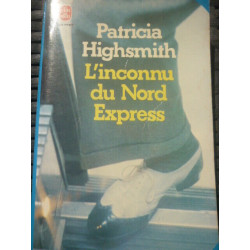 Patricia
Highsmith
L'inconnu
du Nord
Express